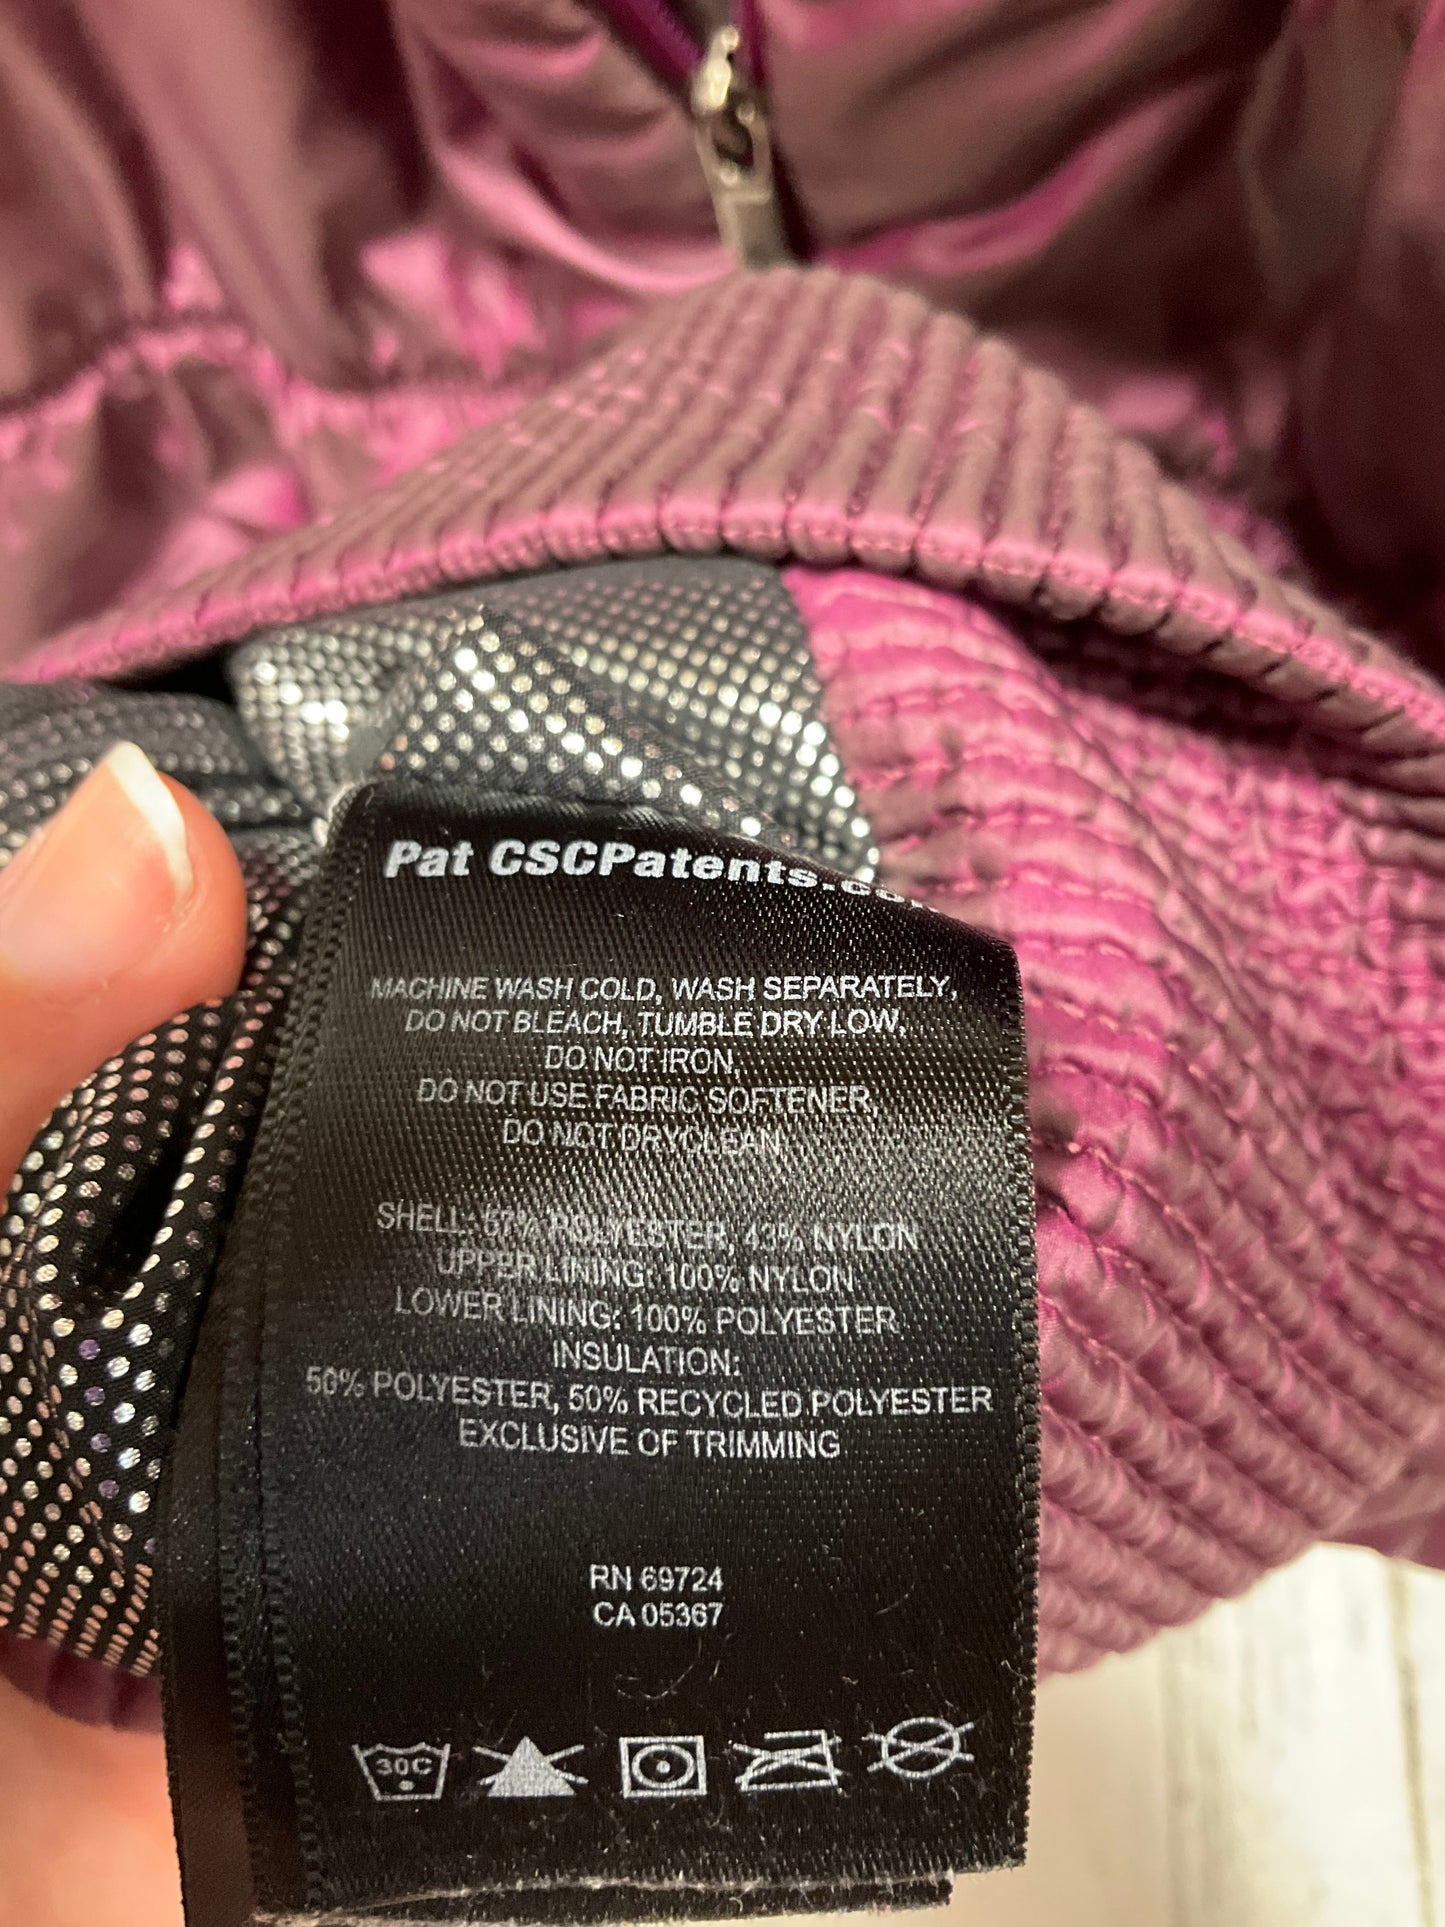 Pat CSCPatents.com
MACHINE WASH COLD, WASH SEPARATELY,
DO NOT BLEACH, TUMBLE DRY LOW,
DO NOT IRON,
DO NOT USE FABRIC SOFTENER,
DO NOT DRYCLEAN
SHELL: 57% POLYESTER, 43% NYLON
UPPER LINING: 100% NYLON
LOWER LINING: 100% POLYESTER
INSULATION:
50% POLYESTER, 50% RECYCLED POLYESTER
EXCLUSIVE OF TRIMMING
RN 69724
CA 05367
30C